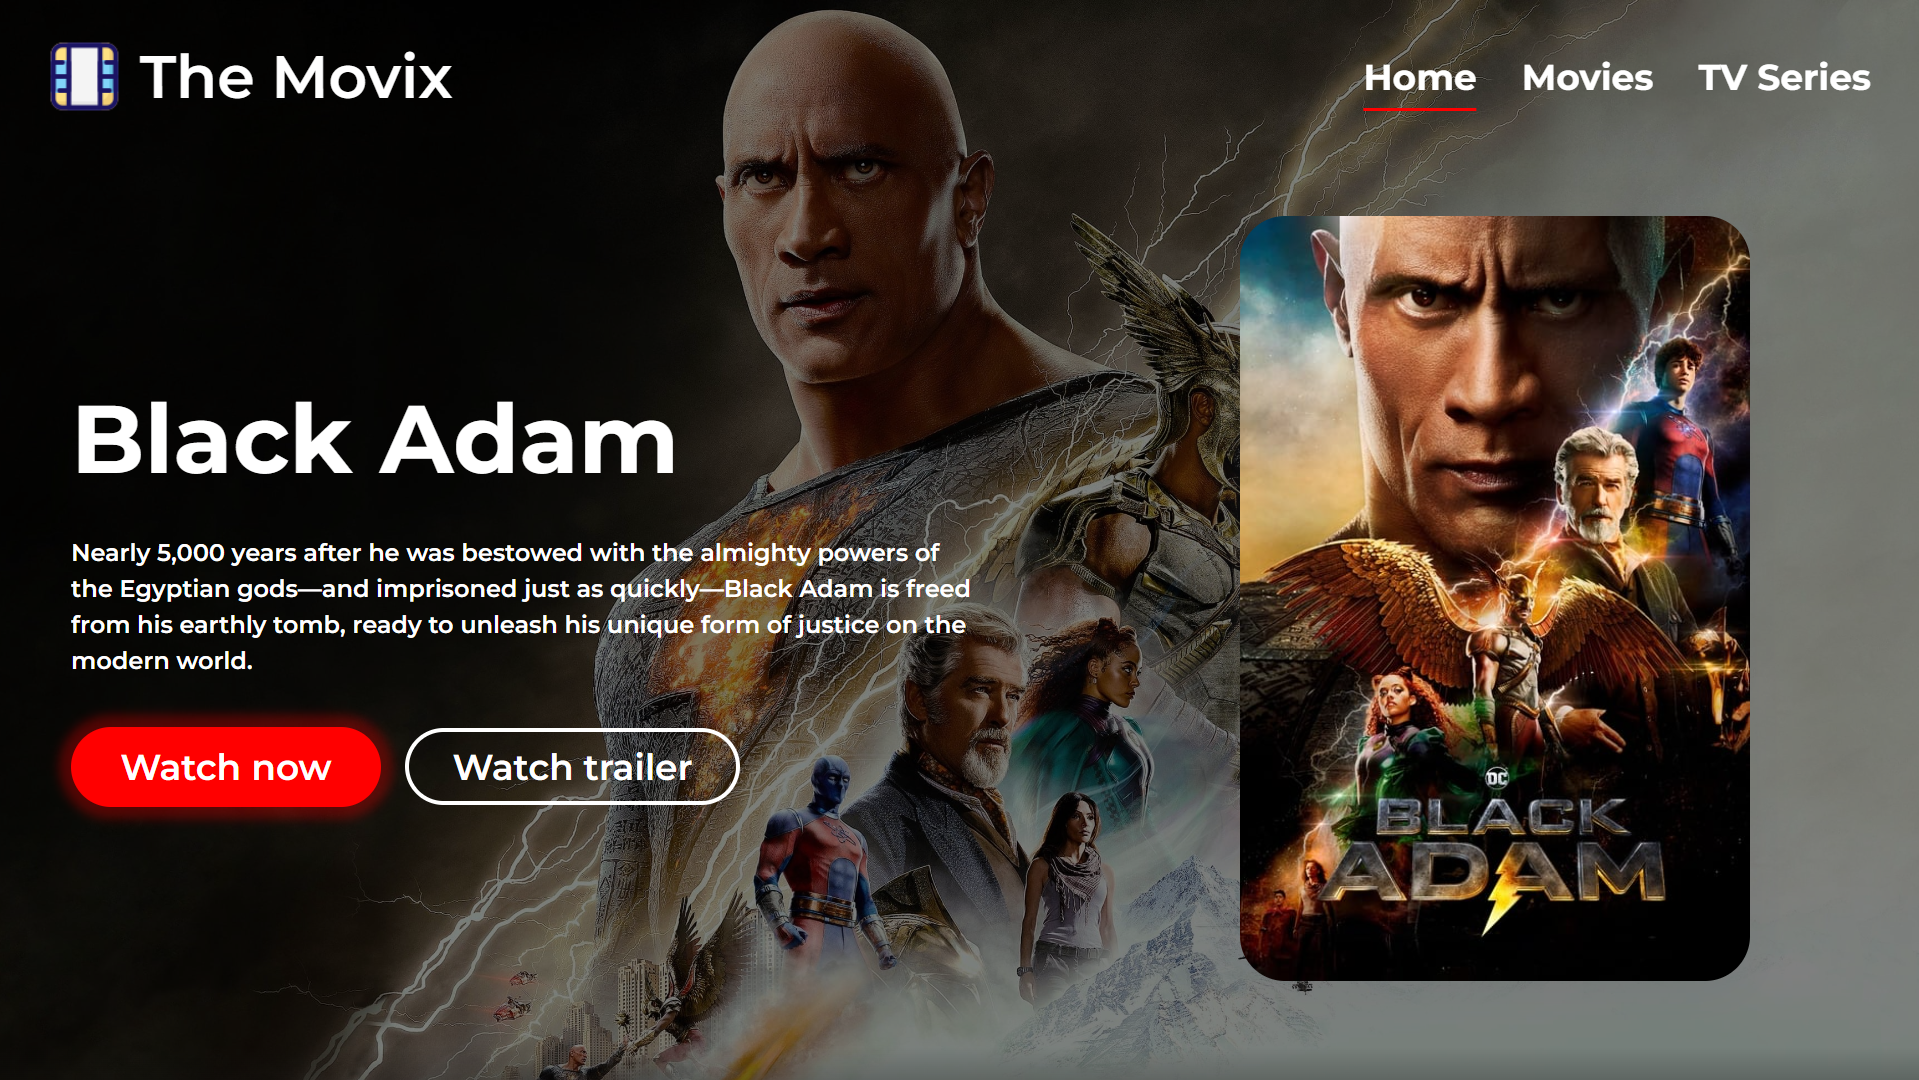 The Movix
Home Movies TV Series
Black Adam
Nearly 5,000 years after he was bestowed with the almighty powers of
the Egyptian gods—and imprisoned just as quickly—Black Adam is freed
from his earthly tomb, ready to unleash his unique form of justice on the
modern world.
Watch now Watch trailer
DC
BLACK
ADAM